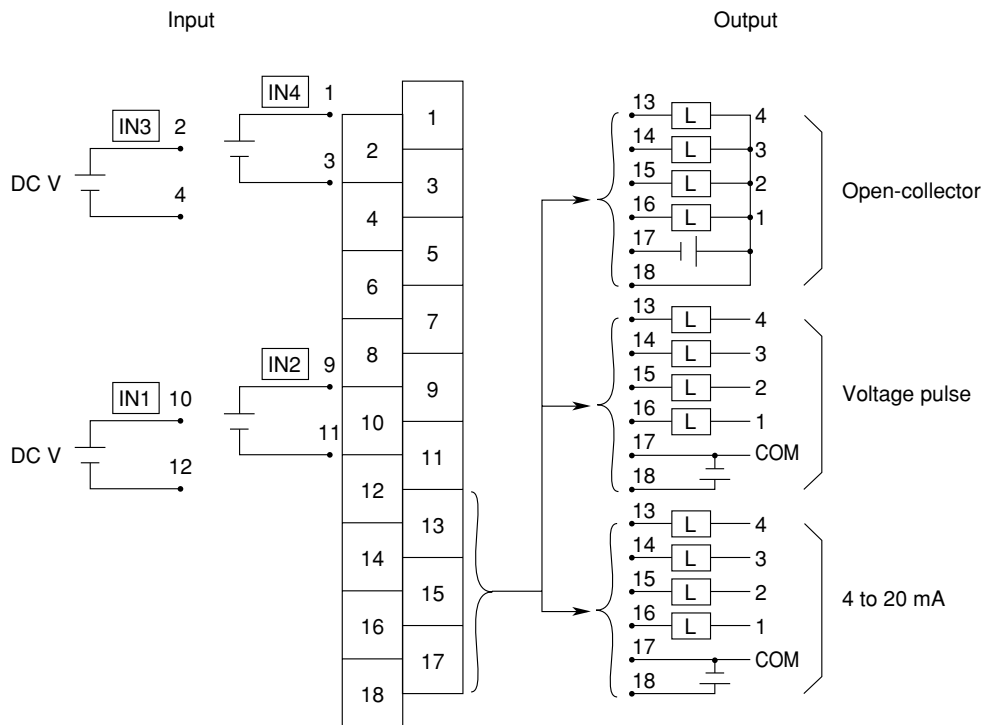 Input
Output
IN4 1
3
IN3 2
4
DC V
IN2 9
11
IN1 10
12
DC V
1
2
3
4
5
6
7
8
9
10
11
12
13
14
15
16
17
18
13 L 4
14 L 3
15 L 2
16 L 1
17
18
Open-collector
13 L 4
14 L 3
15 L 2
16 L 1
17 COM
18
Voltage pulse
13 L 4
14 L 3
15 L 2
16 L 1
17 COM
18
4 to 20 mA